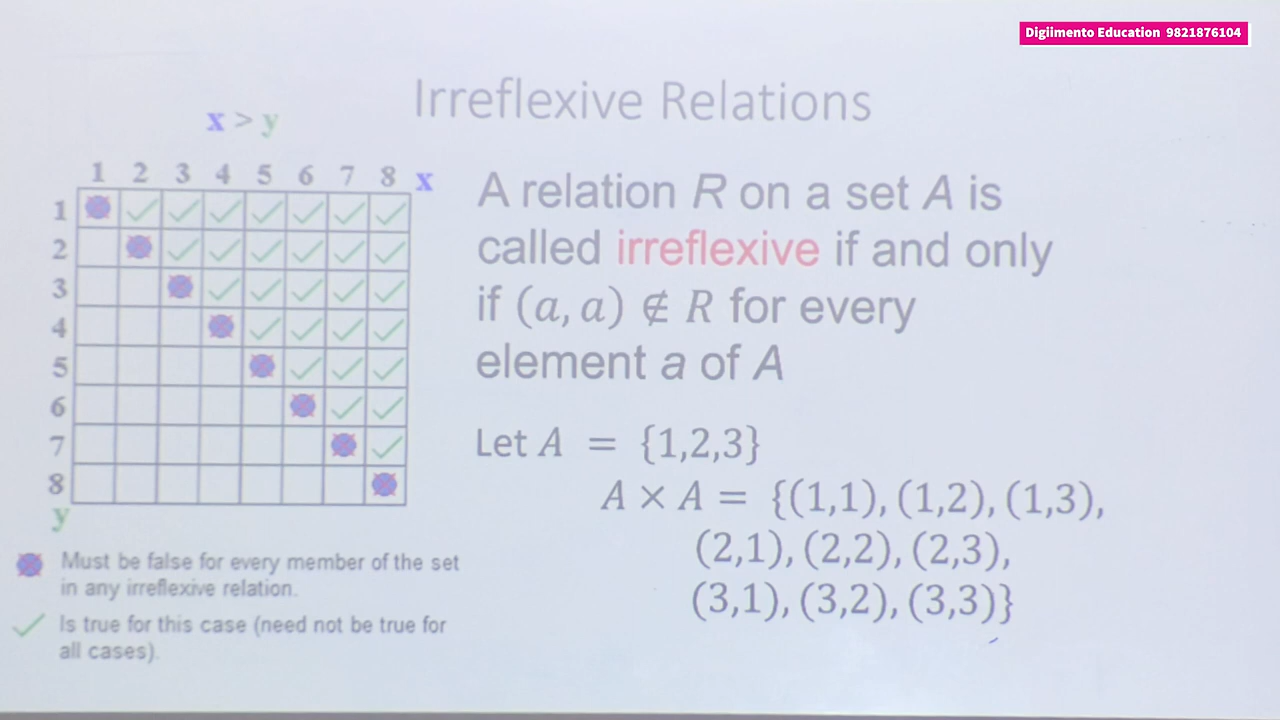 Digiimento Education 9821876104
Irreflexive Relations
x > y
1 2 3 4 5 6 7 8 x
1
2
3
4
5
6
7
8
y
Must be false for every member of the set
in any irreflexive relation.
Is true for this case (need not be true for
all cases).
A relation R on a set A is
called irreflexive if and only
if (a, a) ∉ R for every
element a of A
Let A = {1,2,3}
A × A = {(1,1), (1,2), (1,3),
(2,1), (2,2), (2,3),
(3,1), (3,2), (3,3)}